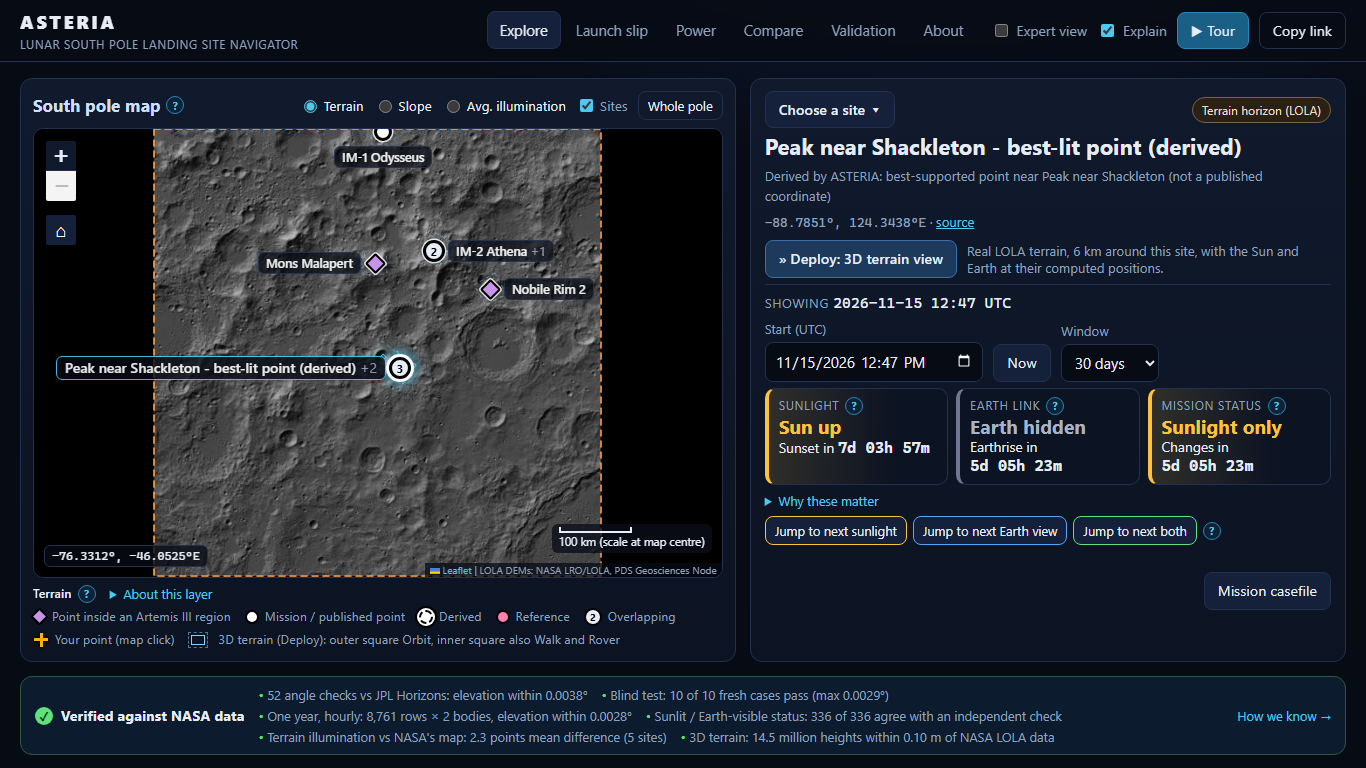 ASTERIA
LUNAR SOUTH POLE LANDING SITE NAVIGATOR
Explore
Launch slip
Power
Compare
Validation
About
Expert view
Explain
▶ Tour
Copy link
South pole map ?
Terrain
Slope
Avg. illumination
Sites
Whole pole
+
−
⌂
IM-1 Odysseus
Mons Malapert
2
IM-2 Athena +1
Nobile Rim 2
Peak near Shackleton - best-lit point (derived) +2
3
100 km (scale at map centre)
−76.3312°, −46.0525°E
Leaflet | LOLA DEMs: NASA LRO/LOLA, PDS Geosciences Node
Terrain ? ▶ About this layer
Point inside an Artemis III region
Mission / published point
Derived
Reference
2 Overlapping
Your point (map click)
3D terrain (Deploy): outer square Orbit, inner square also Walk and Rover
Choose a site ▾
Terrain horizon (LOLA)
Peak near Shackleton - best-lit point (derived)
Derived by ASTERIA: best-supported point near Peak near Shackleton (not a published
coordinate)
−88.7851°, 124.3438°E · source
» Deploy: 3D terrain view
Real LOLA terrain, 6 km around this site, with the Sun and
Earth at their computed positions.
SHOWING 2026-11-15 12:47 UTC
Start (UTC)
Window
11/15/2026 12:47 PM
Now
30 days
SUNLIGHT ?
Sun up
Sunset in 7d 03h 57m
EARTH LINK ?
Earth hidden
Earthrise in
5d 05h 23m
MISSION STATUS ?
Sunlight only
Changes in
5d 05h 23m
▶ Why these matter
Jump to next sunlight
Jump to next Earth view
Jump to next both
?
Mission casefile
Verified against NASA data
• 52 angle checks vs JPL Horizons: elevation within 0.0038° • Blind test: 10 of 10 fresh cases pass (max 0.0029°)
• One year, hourly: 8,761 rows × 2 bodies, elevation within 0.0028° • Sunlit / Earth-visible status: 336 of 336 agree with an independent check
• Terrain illumination vs NASA's map: 2.3 points mean difference (5 sites) • 3D terrain: 14.5 million heights within 0.10 m of NASA LOLA data
How we know →